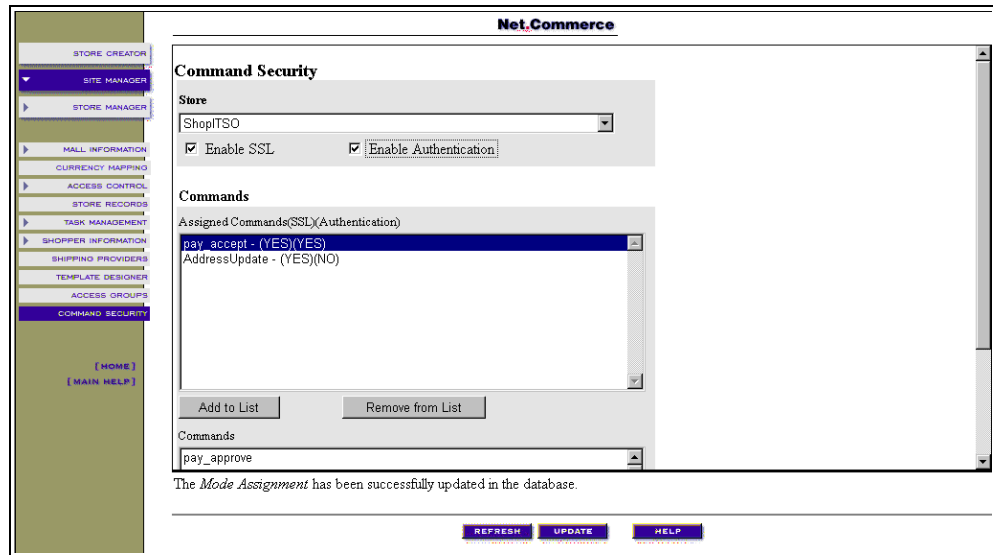 Net.Commerce
STORE CREATOR
SITE MANAGER
STORE MANAGER
MALL INFORMATION
CURRENCY MAPPING
ACCESS CONTROL
STORE RECORDS
TASK MANAGEMENT
SHOPPER INFORMATION
SHIPPING PROVIDERS
TEMPLATE DESIGNER
ACCESS GROUPS
COMMAND SECURITY
[HOME]
[MAIN HELP]
Command Security
Store
ShopITSO
Enable SSL Enable Authentication
Commands
Assigned Commands(SSL)(Authentication)
pay_accept - (YES)(YES)
AddressUpdate - (YES)(NO)
Add to List Remove from List
Commands
pay_approve
The Mode Assignment has been successfully updated in the database.
REFRESH UPDATE HELP